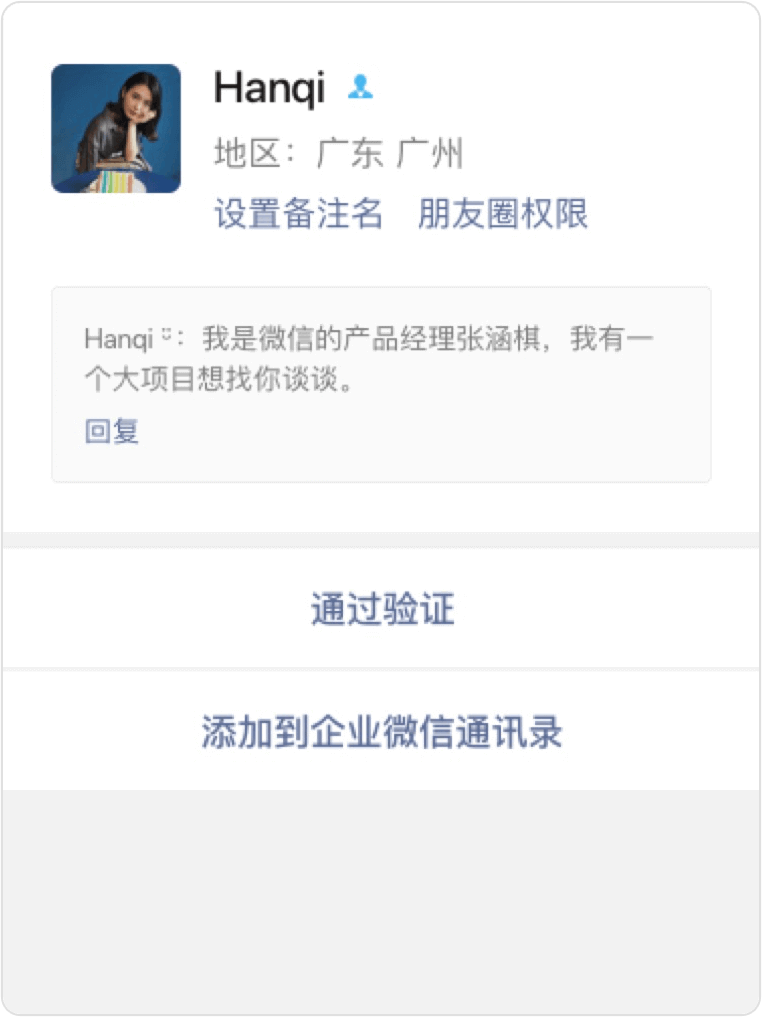 Hanqi
地区：广东 广州
设置备注名 朋友圈权限
Hanqi ៉：我是微信的产品经理张涵棋，我有一
个大项目想找你谈谈。
回复
通过验证
添加到企业微信通讯录